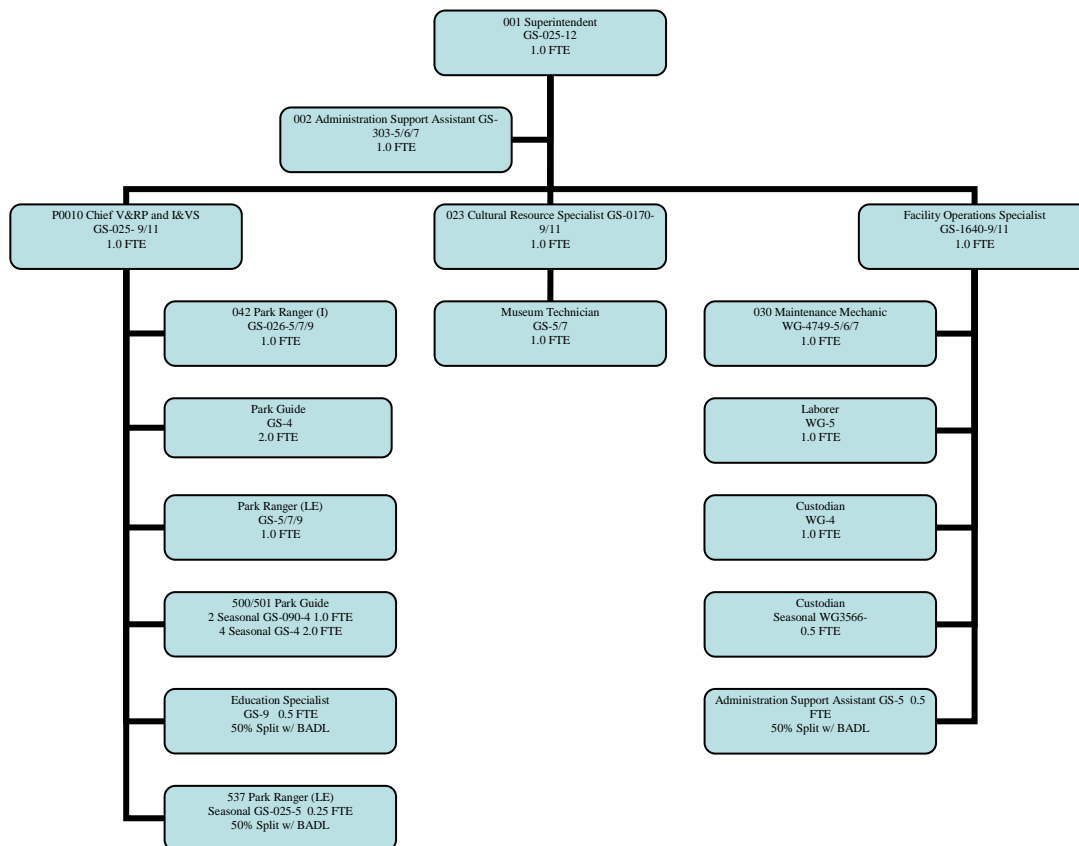 001 Superintendent
GS-025-12
1.0 FTE
002 Administration Support Assistant GS-
303-5/6/7
1.0 FTE
P0010 Chief V&RP and I&VS
GS-025- 9/11
1.0 FTE
023 Cultural Resource Specialist GS-0170-
9/11
1.0 FTE
Facility Operations Specialist
GS-1640-9/11
1.0 FTE
042 Park Ranger (I)
GS-026-5/7/9
1.0 FTE
Museum Technician
GS-5/7
1.0 FTE
030 Maintenance Mechanic
WG-4749-5/6/7
1.0 FTE
Park Guide
GS-4
2.0 FTE
Laborer
WG-5
1.0 FTE
Park Ranger (LE)
GS-5/7/9
1.0 FTE
Custodian
WG-4
1.0 FTE
500/501 Park Guide
2 Seasonal GS-090-4 1.0 FTE
4 Seasonal GS-4 2.0 FTE
Custodian
Seasonal WG3566-
0.5 FTE
Education Specialist
GS-9 0.5 FTE
50% Split w/ BADL
Administration Support Assistant GS-5 0.5
FTE
50% Split w/ BADL
537 Park Ranger (LE)
Seasonal GS-025-5 0.25 FTE
50% Split w/ BADL